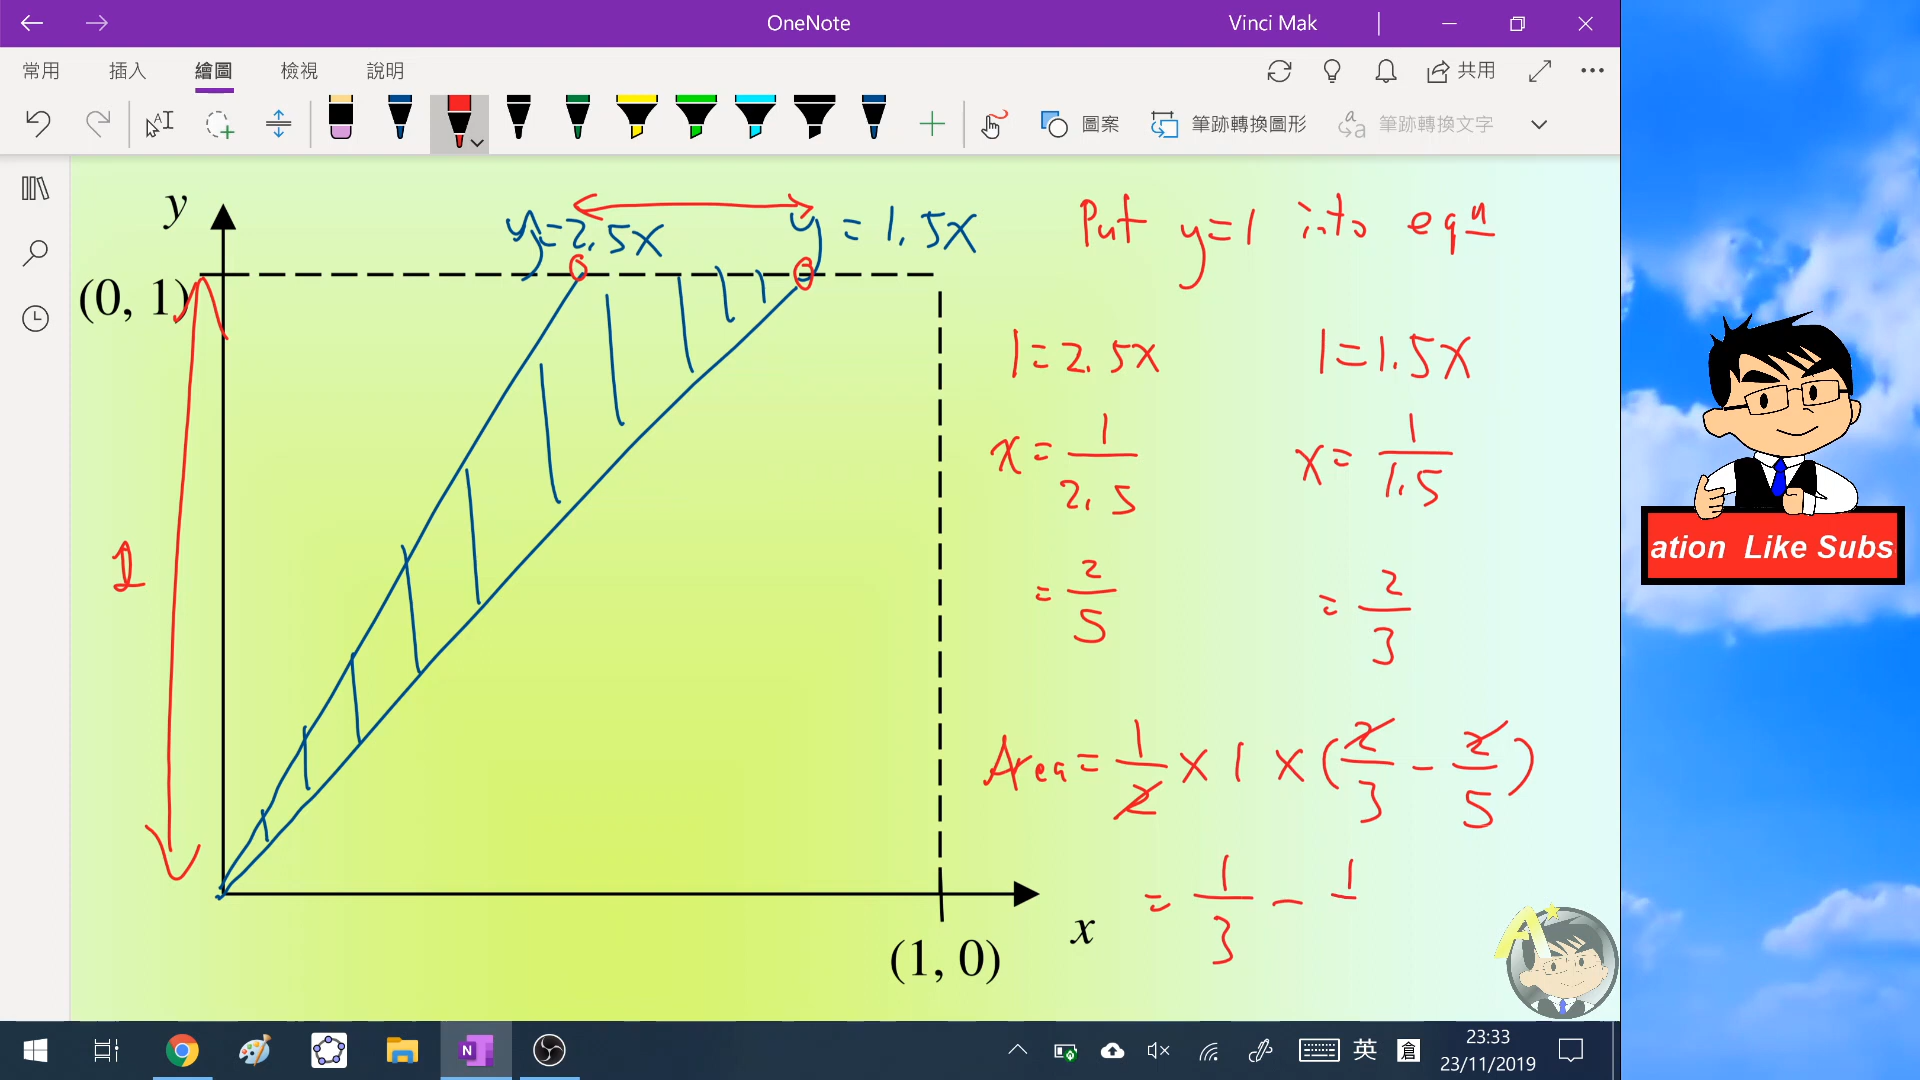 OneNote
Vinci Mak
常用 插入 繪圖 檢視 說明
共用
圖案 筆跡轉換圖形 筆跡轉換文字
y
y=2.5x
y = 1.5x
(0, 1)
1
x
(1, 0)
Put y=1 into eqn
1=2.5x
1=1.5x
x= 1/2.5
x= 1/1.5
= 2/5
= 2/3
Area= 1/2 x 1 x (2/3 - 2/5)
= 1/3 - 1
ation Like Subs
A
N
英 倉
23:33
23/11/2019